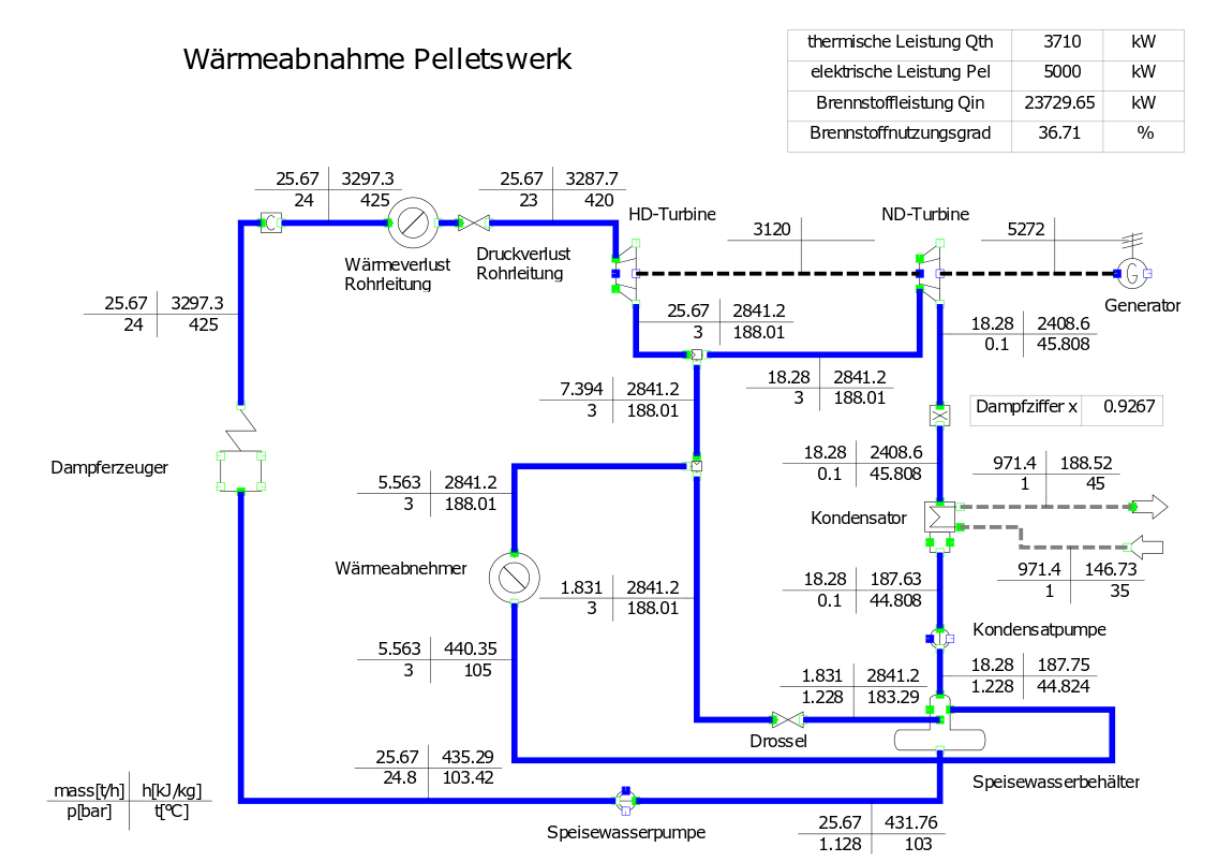 Wärmeabnahme Pelletswerk
thermische Leistung Qth 3710 kW
elektrische Leistung Pel 5000 kW
Brennstoffleistung Qin 23729.65 kW
Brennstoffnutzungsgrad 36.71 %
25.67 3297.3
24 425
25.67 3287.7
23 420
HD-Turbine
ND-Turbine
3120
5272
Wärmeverlust
Rohrleitung
Druckverlust
Rohrleitung
G
Generator
25.67 3297.3
24 425
25.67 2841.2
3 188.01
18.28 2408.6
0.1 45.808
7.394 2841.2
3 188.01
18.28 2841.2
3 188.01
Dampfziffer x 0.9267
Dampferzeuger
18.28 2408.6
0.1 45.808
971.4 188.52
1 45
5.563 2841.2
3 188.01
Kondensator
Wärmeabnehmer
1.831 2841.2
3 188.01
18.28 187.63
0.1 44.808
971.4 146.73
1 35
Kondensatpumpe
5.563 440.35
3 105
18.28 187.75
1.228 44.824
1.831 2841.2
1.228 183.29
Drossel
25.67 435.29
24.8 103.42
Speisewasserbehälter
mass[t/h] h[kJ/kg]
p[bar] t[°C]
Speisewasserpumpe
25.67 431.76
1.128 103